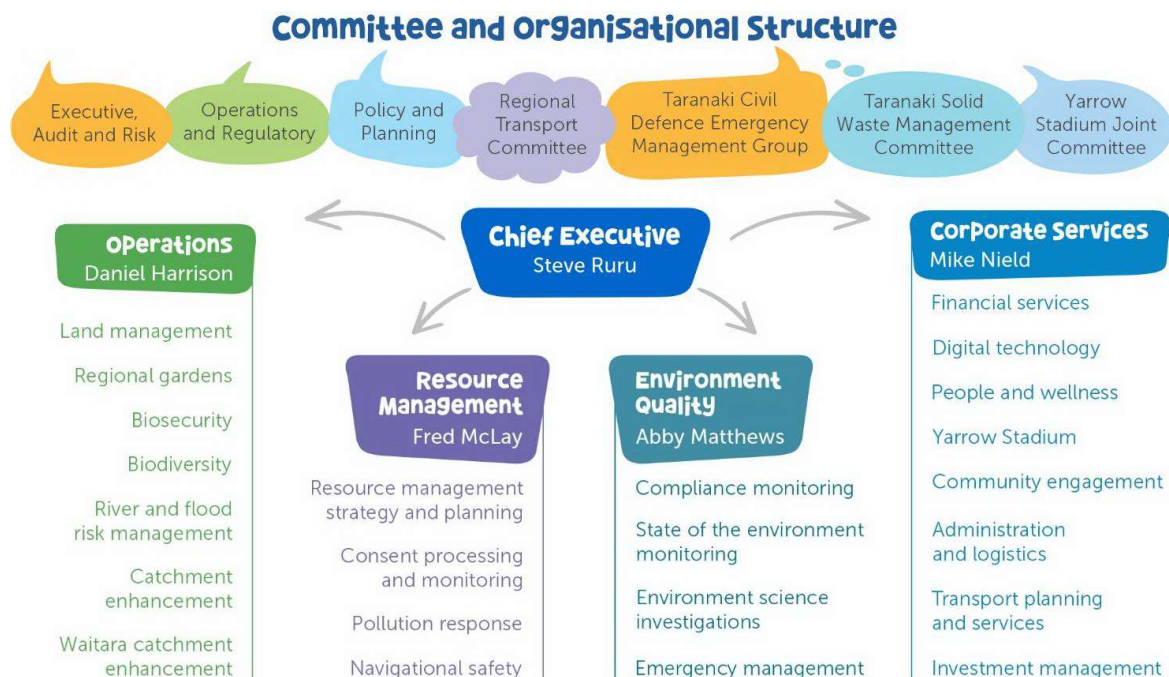 Committee and Organisational Structure
Executive,
Audit and Risk
Operations
and Regulatory
Policy and
Planning
Regional
Transport
Committee
Taranaki Civil
Defence Emergency
Management Group
Taranaki Solid
Waste Management
Committee
Yarrow
Stadium Joint
Committee
Chief Executive
Steve Ruru
Operations
Daniel Harrison
Land management
Regional gardens
Biosecurity
Biodiversity
River and flood
risk management
Catchment
enhancement
Waitara catchment
enhancement
Resource
Management
Fred McLay
Resource management
strategy and planning
Consent processing
and monitoring
Pollution response
Navigational safety
Environment
Quality
Abby Matthews
Compliance monitoring
State of the environment
monitoring
Environment science
investigations
Emergency management
Corporate Services
Mike Nield
Financial services
Digital technology
People and wellness
Yarrow Stadium
Community engagement
Administration
and logistics
Transport planning
and services
Investment management